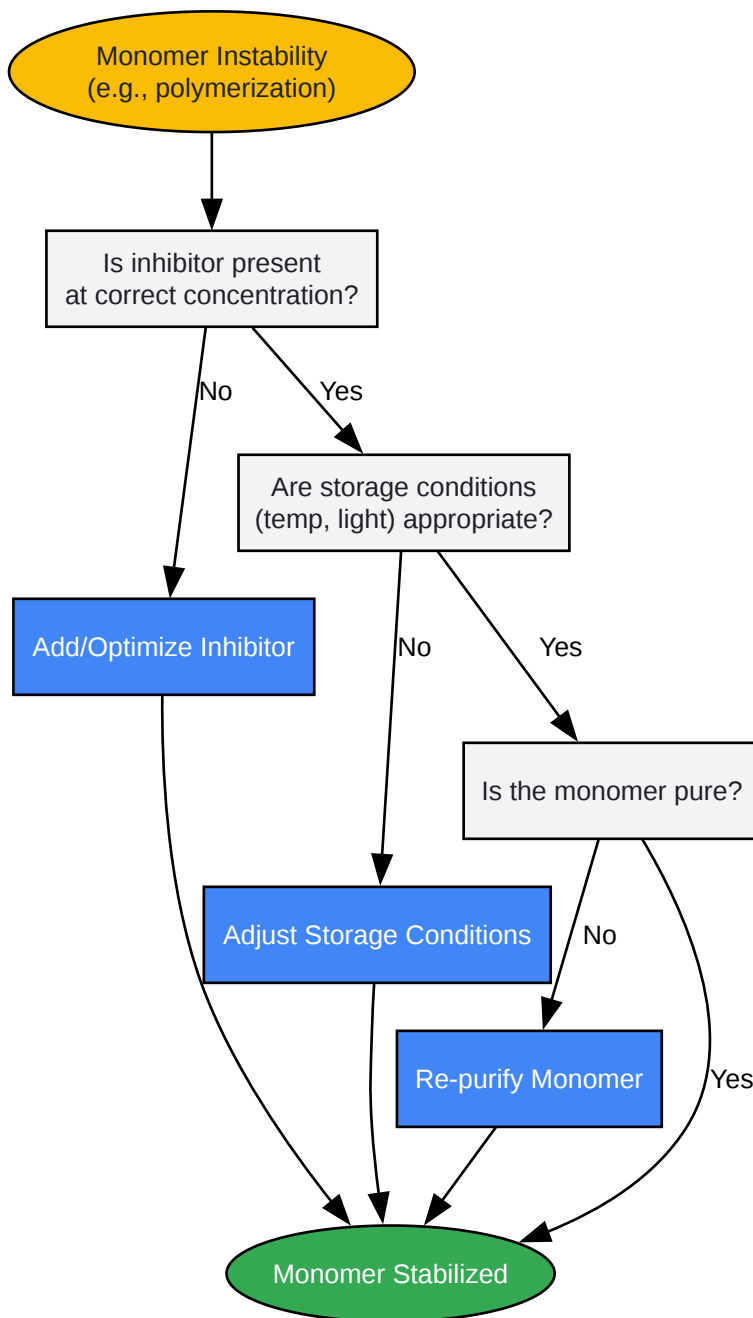 Monomer Instability
(e.g., polymerization)
Is inhibitor present
at correct concentration?
No
Yes
Are storage conditions
(temp, light) appropriate?
Add/Optimize Inhibitor
No
Yes
Is the monomer pure?
Adjust Storage Conditions
No
Re-purify Monomer
Yes
Monomer Stabilized